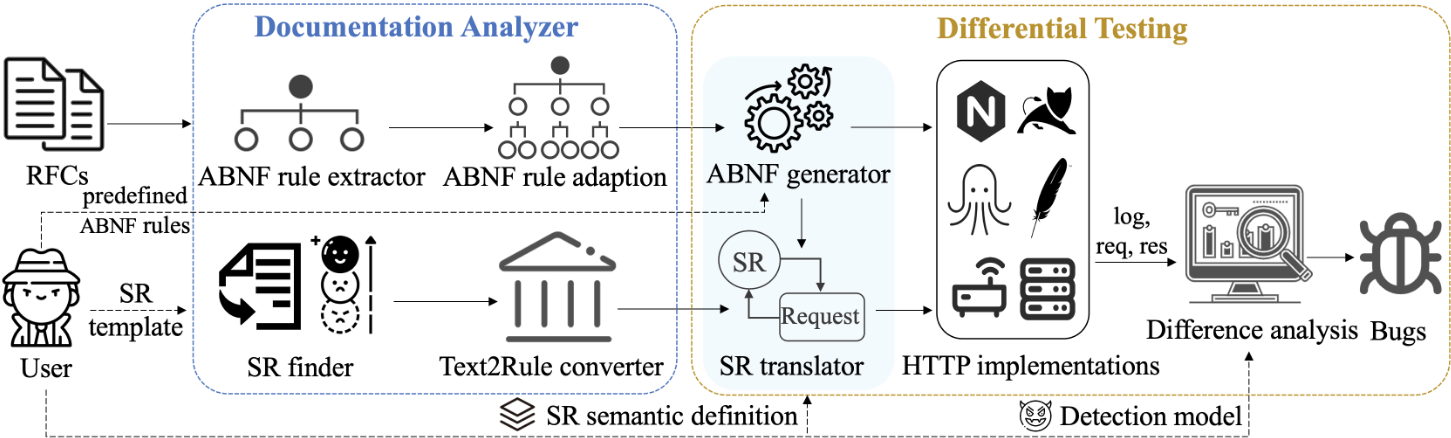 Documentation Analyzer
Differential Testing
RFCs
ABNF rule extractor
ABNF rule adaption
ABNF generator
predefined
ABNF rules
N
SR
Request
log,
req, res
SR
template
User
SR finder
Text2Rule converter
SR translator
HTTP implementations
Difference analysis
Bugs
SR semantic definition
Detection model